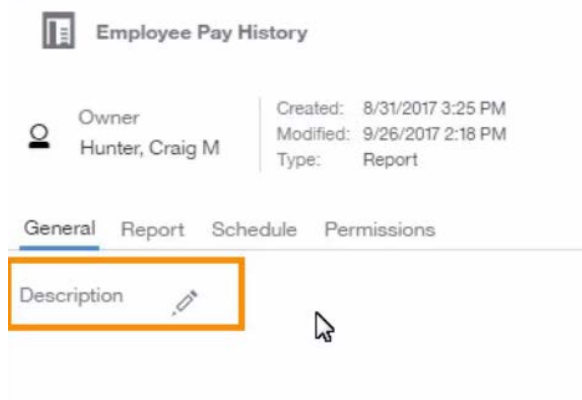 Employee Pay History
Owner
Hunter, Craig M
Created: 8/31/2017 3:25 PM
Modified: 9/26/2017 2:18 PM
Type: Report
General Report Schedule Permissions
Description